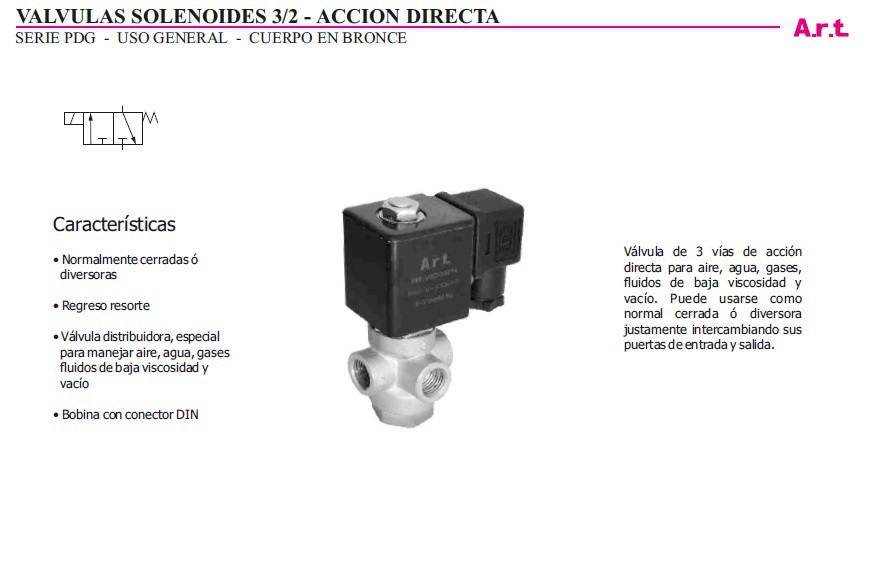 VALVULAS SOLENOIDES 3/2 - ACCION DIRECTA
SERIE PDG - USO GENERAL - CUERPO EN BRONCE
A.r.t.
Características
• Normalmente cerradas ó
diversoras
• Regreso resorte
• Válvula distribuidora, especial
para manejar aire, agua, gases
fluidos de baja viscosidad y
vacío
• Bobina con conector DIN
A.r.t.
Válvula de 3 vías de acción
directa para aire, agua, gases,
fluidos de baja viscosidad y
vacío. Puede usarse como
normal cerrada ó diversora
justamente intercambiando sus
puertas de entrada y salida.